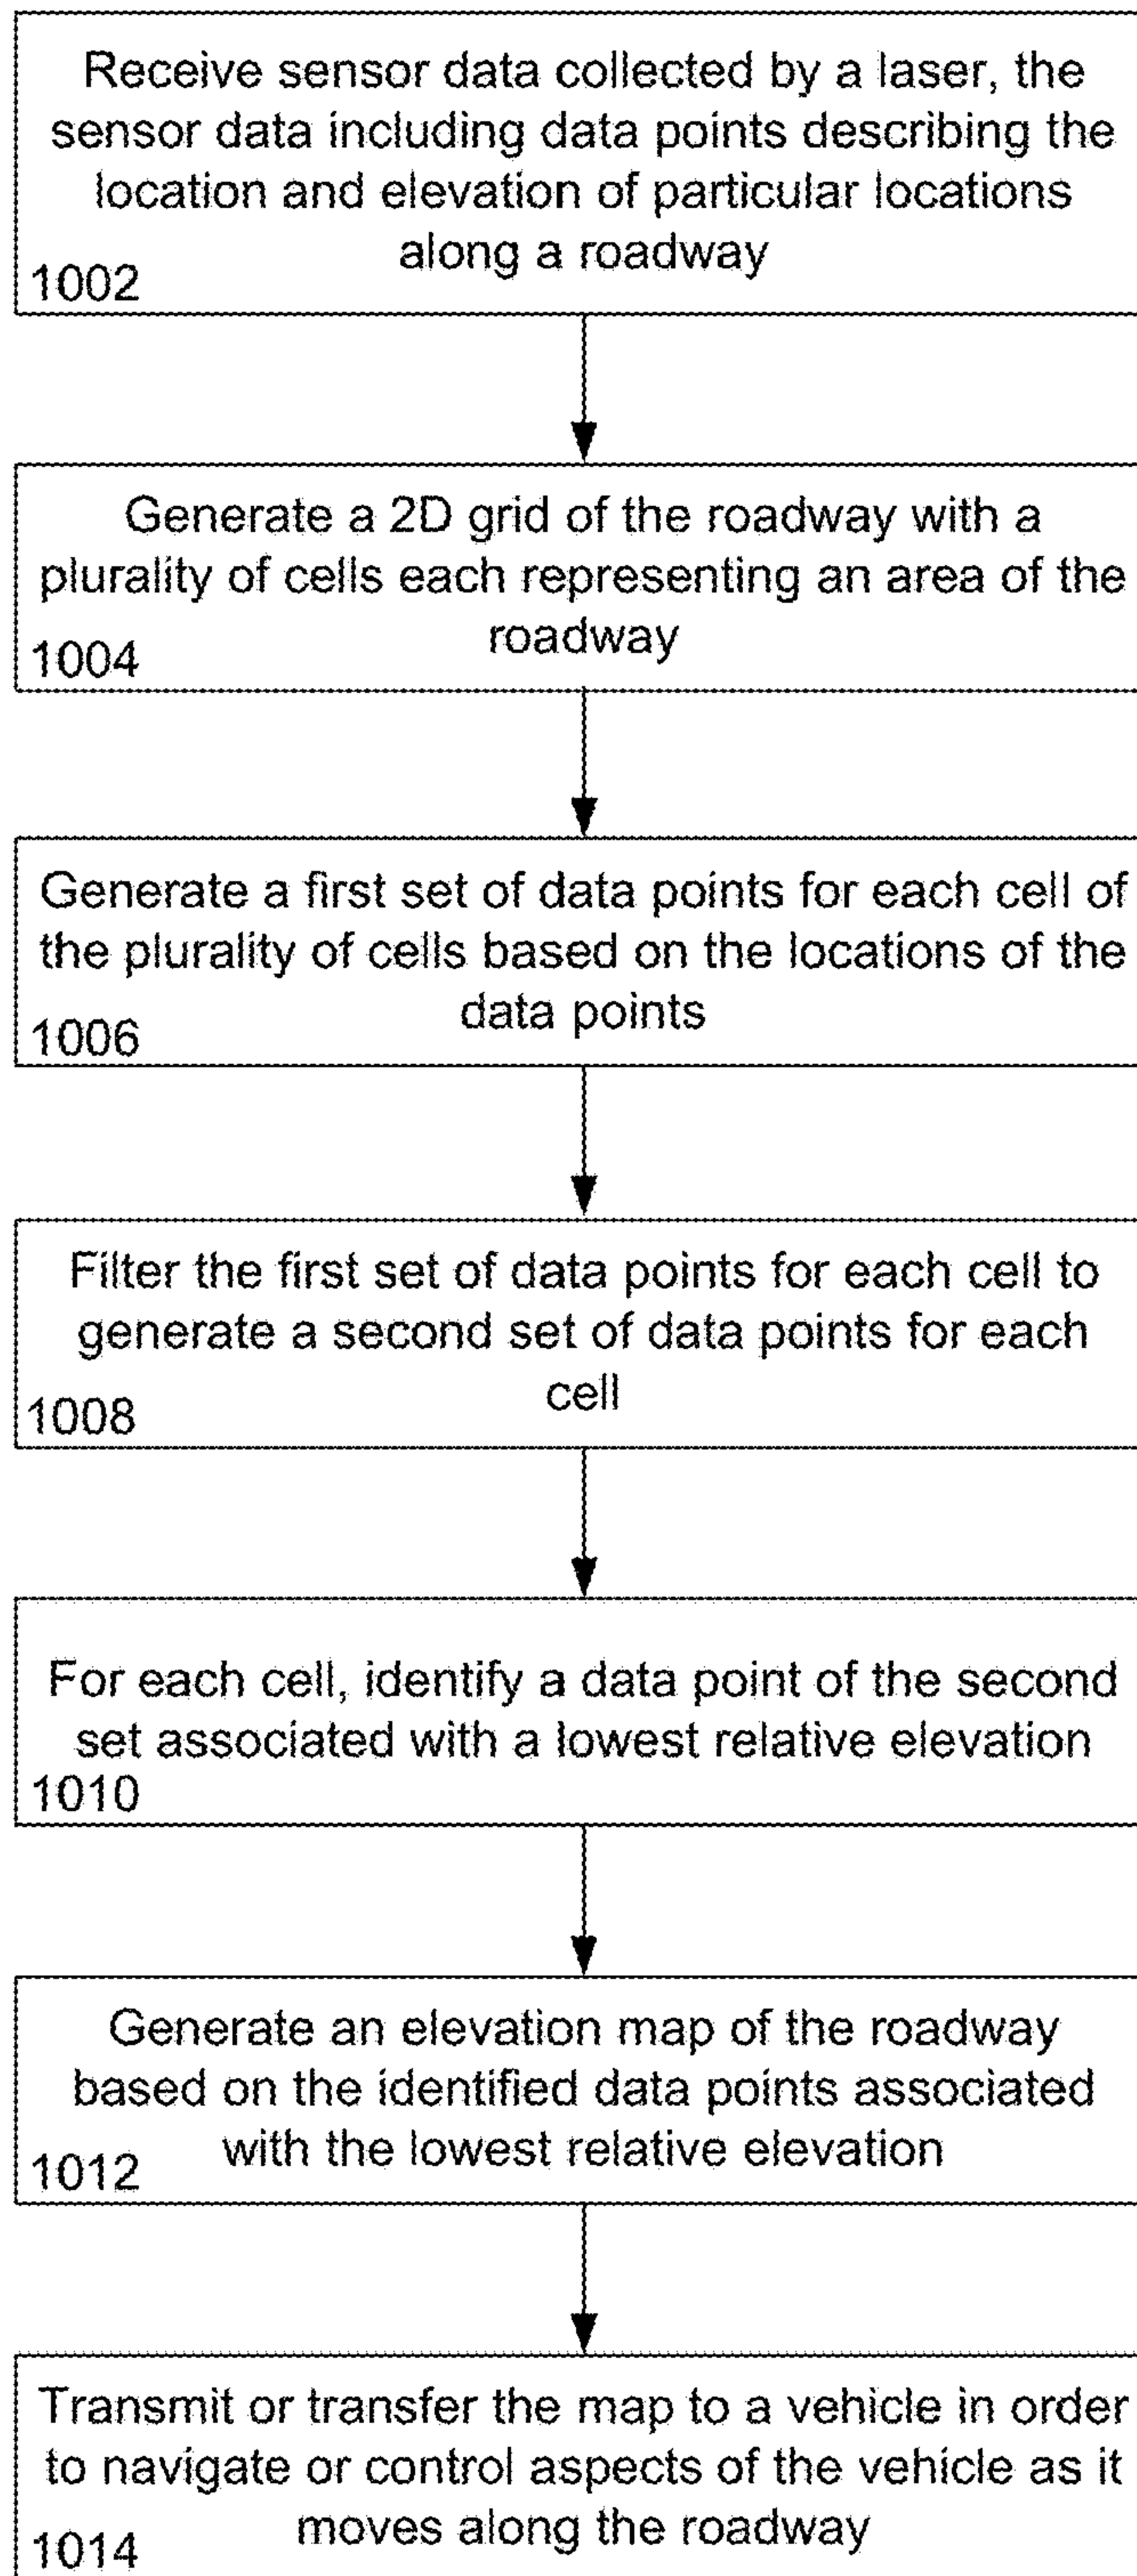 Receive sensor data collected by a laser, the
sensor data including data points describing the
location and elevation of particular locations
along a roadway
1002
Generate a 2D grid of the roadway with a
plurality of cells each representing an area of the
roadway
1004
Generate a first set of data points for each cell of
the plurality of cells based on the locations of the
data points
1006
Filter the first set of data points for each cell to
generate a second set of data points for each
cell
1008
For each cell, identify a data point of the second
set associated with a lowest relative elevation
1010
Generate an elevation map of the roadway
based on the identified data points associated
with the lowest relative elevation
1012
Transmit or transfer the map to a vehicle in order
to navigate or control aspects of the vehicle as it
moves along the roadway
1014